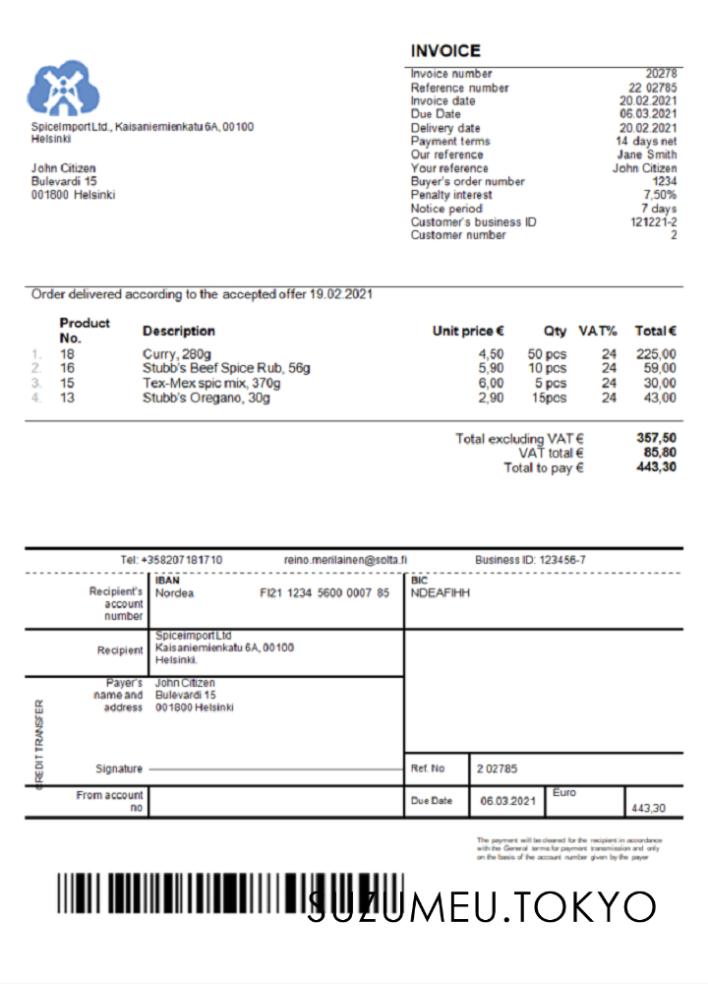 INVOICE
Invoice number 20278
Reference number 22 02785
Invoice date 20.02.2021
Due Date 06.03.2021
Delivery date 20.02.2021
Payment terms 14 days net
Our reference Jane Smith
Your reference John Citizen
Buyer's order number 1234
Penalty interest 7,50%
Notice period 7 days
Customer's business ID 121221-2
Customer number 2
SpiceImport Ltd., Kaisaniemienkatu 6A, 00100
Helsinki
John Citizen
Bulevardi 15
001800 Helsinki
Order delivered according to the accepted offer 19.02.2021
Product No. Description Unit price € Qty VAT% Total €
1. 18 Curry, 280g 4,50 50 pcs 24 225,00
2. 16 Stubb's Beef Spice Rub, 56g 5,90 10 pcs 24 59,00
3. 15 Tex-Mex spic mix, 370g 6,00 5 pcs 24 30,00
4. 13 Stubb's Oregano, 30g 2,90 15pcs 24 43,00
Total excluding VAT € 357,50
VAT total € 85,80
Total to pay € 443,30
Tel: +358207181710 reino.merilainen@solta.fi Business ID: 123456-7
Recipient's account number
IBAN
Nordea FI21 1234 5600 0007 85
BIC
NDEAFIHH
Recipient
SpiceimportLtd
Kaisaniemienkatu 6A, 00100
Helsinki.
Payer's name and address
John Citizen
Bulevardi 15
001800 Helsinki
CREDIT TRANSFER
Signature
Ref. No 2 02785
From account no
Due Date 06.03.2021 Euro 443,30
The payment will be cleared for the recipient in accordance
with the General terms for payment transmission and only
on the basis of the account number given by the payer
SUZUMEU.TOKYO